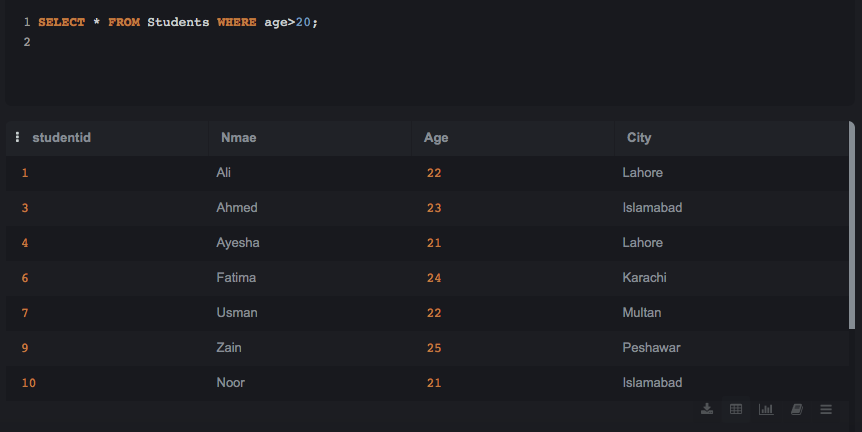 1 SELECT * FROM Students WHERE age>20;
2
studentid Nmae Age City
1 Ali 22 Lahore
3 Ahmed 23 Islamabad
4 Ayesha 21 Lahore
6 Fatima 24 Karachi
7 Usman 22 Multan
9 Zain 25 Peshawar
10 Noor 21 Islamabad